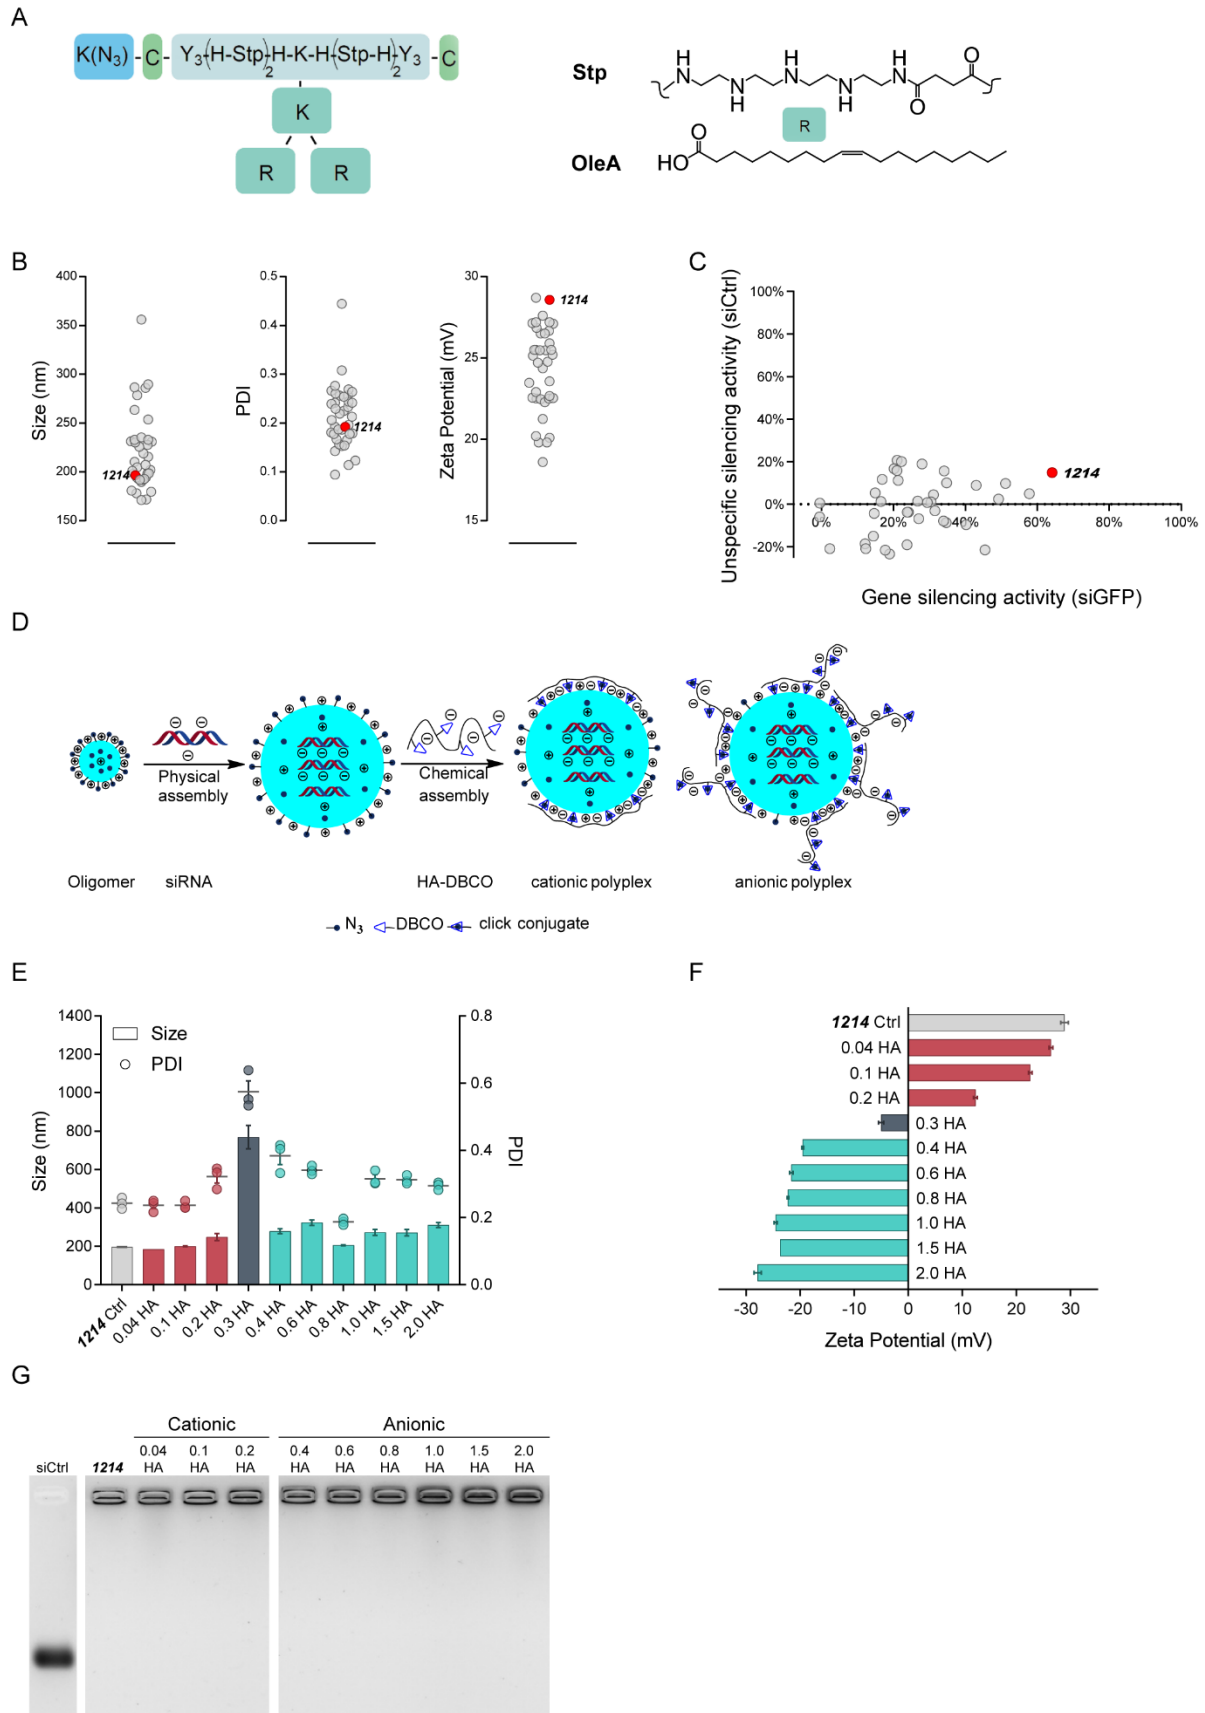 A
K(N3) - C - Y3-(H-Stp)2-H-K-H-(Stp-H)2-Y3 - C
K
R R
Stp
H N N H H N N H H N O O
R
OleA
O HO
B
400 350 300 250 200 150
Size (nm)
1214
0.5 0.4 0.3 0.2 0.1 0.0
PDI
1214
30 25 20 15
Zeta Potential (mV)
1214
C
Unspecific silencing activity (siCtrl)
100% 80% 60% 40% 20% 0% -20%
1214
0% 20% 40% 60% 80% 100%
Gene silencing activity (siGFP)
D
Physical assembly
Chemical assembly
Oligomer siRNA HA-DBCO cationic polyplex anionic polyplex
N3 DBCO click conjugate
E
1400 1200 1000 800 600 400 200 0
Size (nm)
Size
PDI
0.8 0.6 0.4 0.2 0.0
PDI
1214 Ctrl 0.04 HA 0.1 HA 0.2 HA 0.3 HA 0.4 HA 0.6 HA 0.8 HA 1.0 HA 1.5 HA 2.0 HA
F
1214 Ctrl
0.04 HA
0.1 HA
0.2 HA
0.3 HA
0.4 HA
0.6 HA
0.8 HA
1.0 HA
1.5 HA
2.0 HA
-30 -20 -10 0 10 20 30
Zeta Potential (mV)
G
Cationic Anionic
0.04 0.1 0.2 0.4 0.6 0.8 1.0 1.5 2.0
siCtrl 1214 HA HA HA HA HA HA HA HA HA